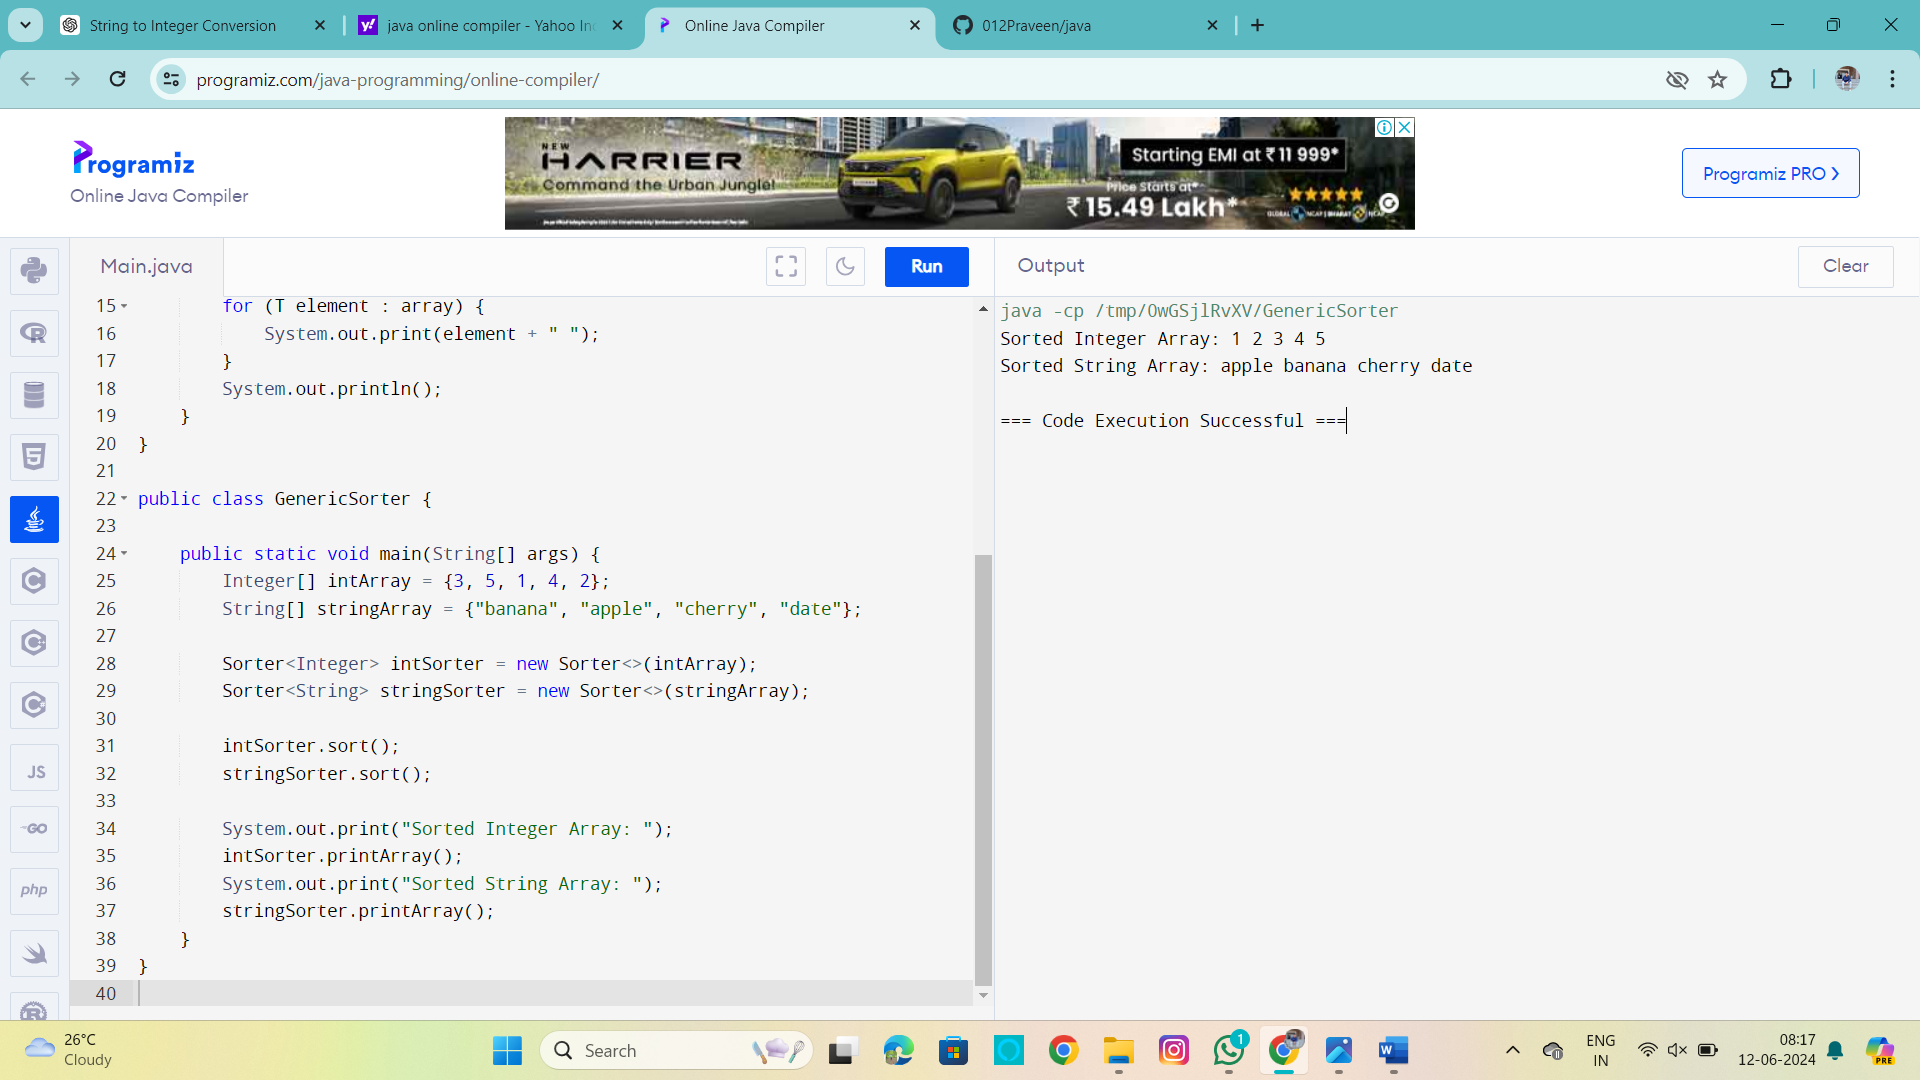 String to Integer Conversion
java online compiler - Yahoo In
Online Java Compiler
012Praveen/java
programiz.com/java-programming/online-compiler/
Programiz
Online Java Compiler
NEW
HARRIER
Command the Urban Jungle!
Starting EMI at ₹ 11 999*
Price Starts at*
₹ 15.49 Lakh*
Programiz PRO
Main.java
Run
Output
Clear
15 for (T element : array) {
16 System.out.print(element + " ");
17 }
18 System.out.println();
19 }
20 }
21
22 public class GenericSorter {
23
24 public static void main(String[] args) {
25 Integer[] intArray = {3, 5, 1, 4, 2};
26 String[] stringArray = {"banana", "apple", "cherry", "date"};
27
28 Sorter<Integer> intSorter = new Sorter<>(intArray);
29 Sorter<String> stringSorter = new Sorter<>(stringArray);
30
31 intSorter.sort();
32 stringSorter.sort();
33
34 System.out.print("Sorted Integer Array: ");
35 intSorter.printArray();
36 System.out.print("Sorted String Array: ");
37 stringSorter.printArray();
38 }
39 }
40
java -cp /tmp/OwGSjlRvXV/GenericSorter
Sorted Integer Array: 1 2 3 4 5
Sorted String Array: apple banana cherry date
=== Code Execution Successful ===
JS
GO
php
26°C
Cloudy
Search
1
ENG
IN
08:17
12-06-2024
PRE